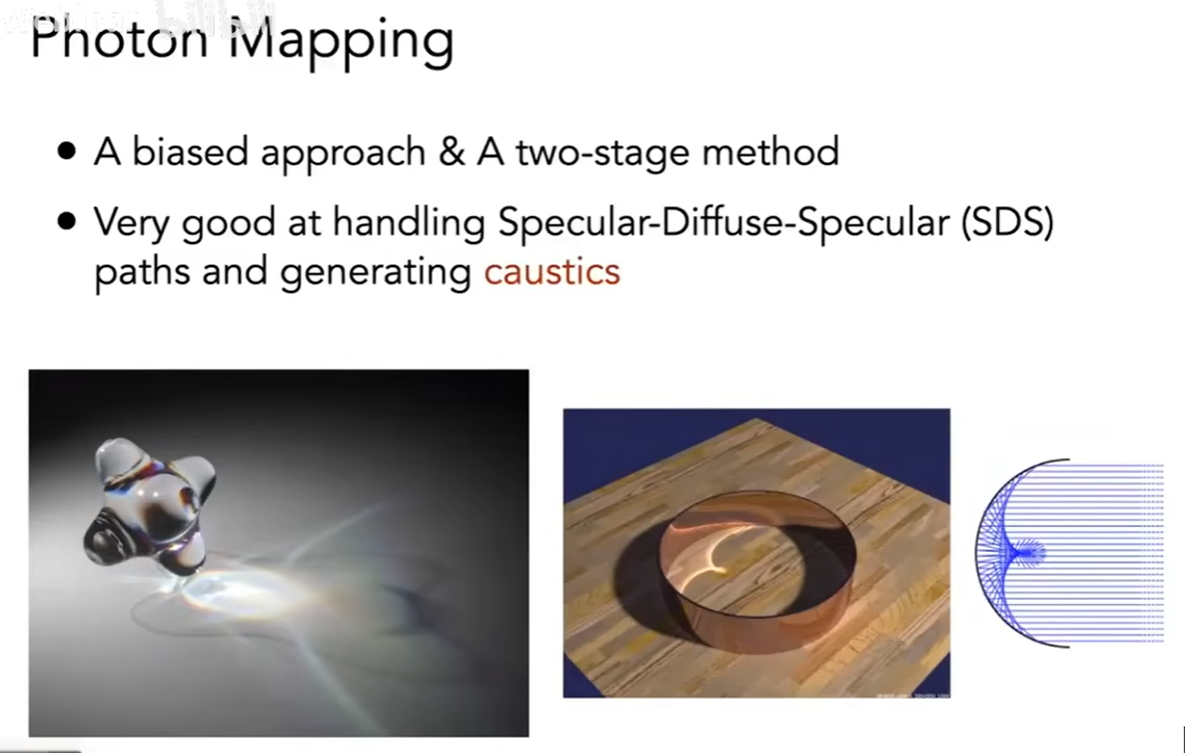 Photon Mapping
• A biased approach & A two-stage method
• Very good at handling Specular-Diffuse-Specular (SDS)
paths and generating caustics